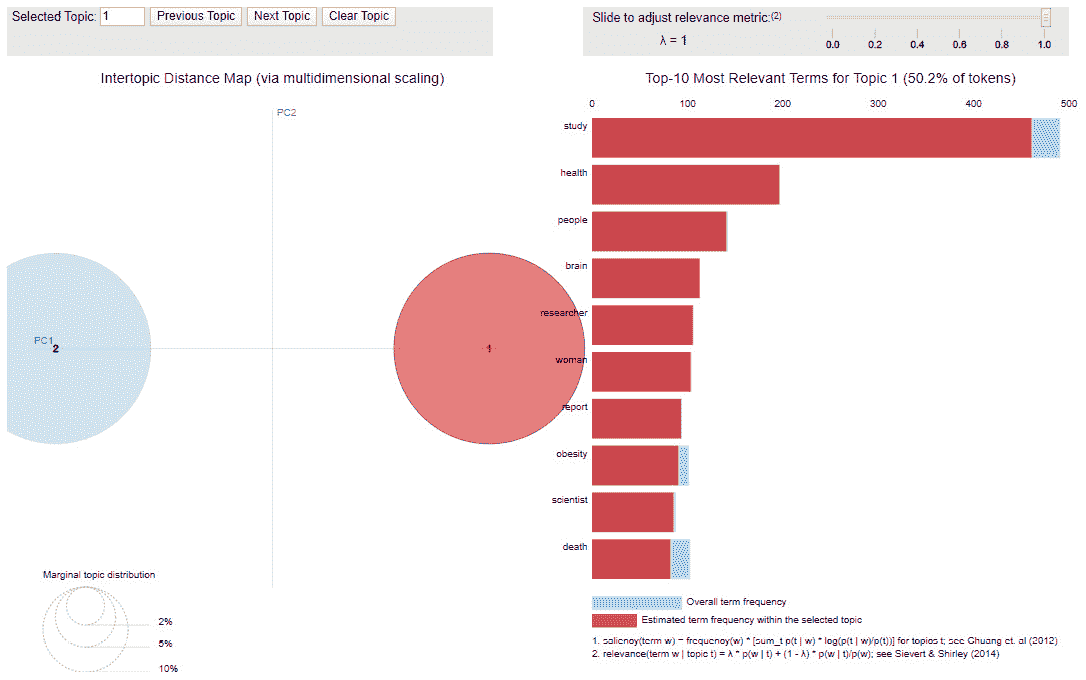 Selected Topic: 1 Previous Topic Next Topic Clear Topic
Slide to adjust relevance metric:(2)
λ = 1
0.0 0.2 0.4 0.6 0.8 1.0
Intertopic Distance Map (via multidimensional scaling)
PC2
PC1
2
1
Marginal topic distribution
2%
5%
10%
Top-10 Most Relevant Terms for Topic 1 (50.2% of tokens)
0 100 200 300 400 500
study
health
people
brain
researcher
woman
report
obesity
scientist
death
Overall term frequency
Estimated term frequency within the selected topic
1. saliency(term w) = frequency(w) * [sum_t p(t | w) * log(p(t | w)/p(t))] for topics t; see Chuang et. al (2012)
2. relevance(term w | topic t) = λ * p(w | t) + (1 - λ) * p(w | t)/p(w); see Sievert & Shirley (2014)